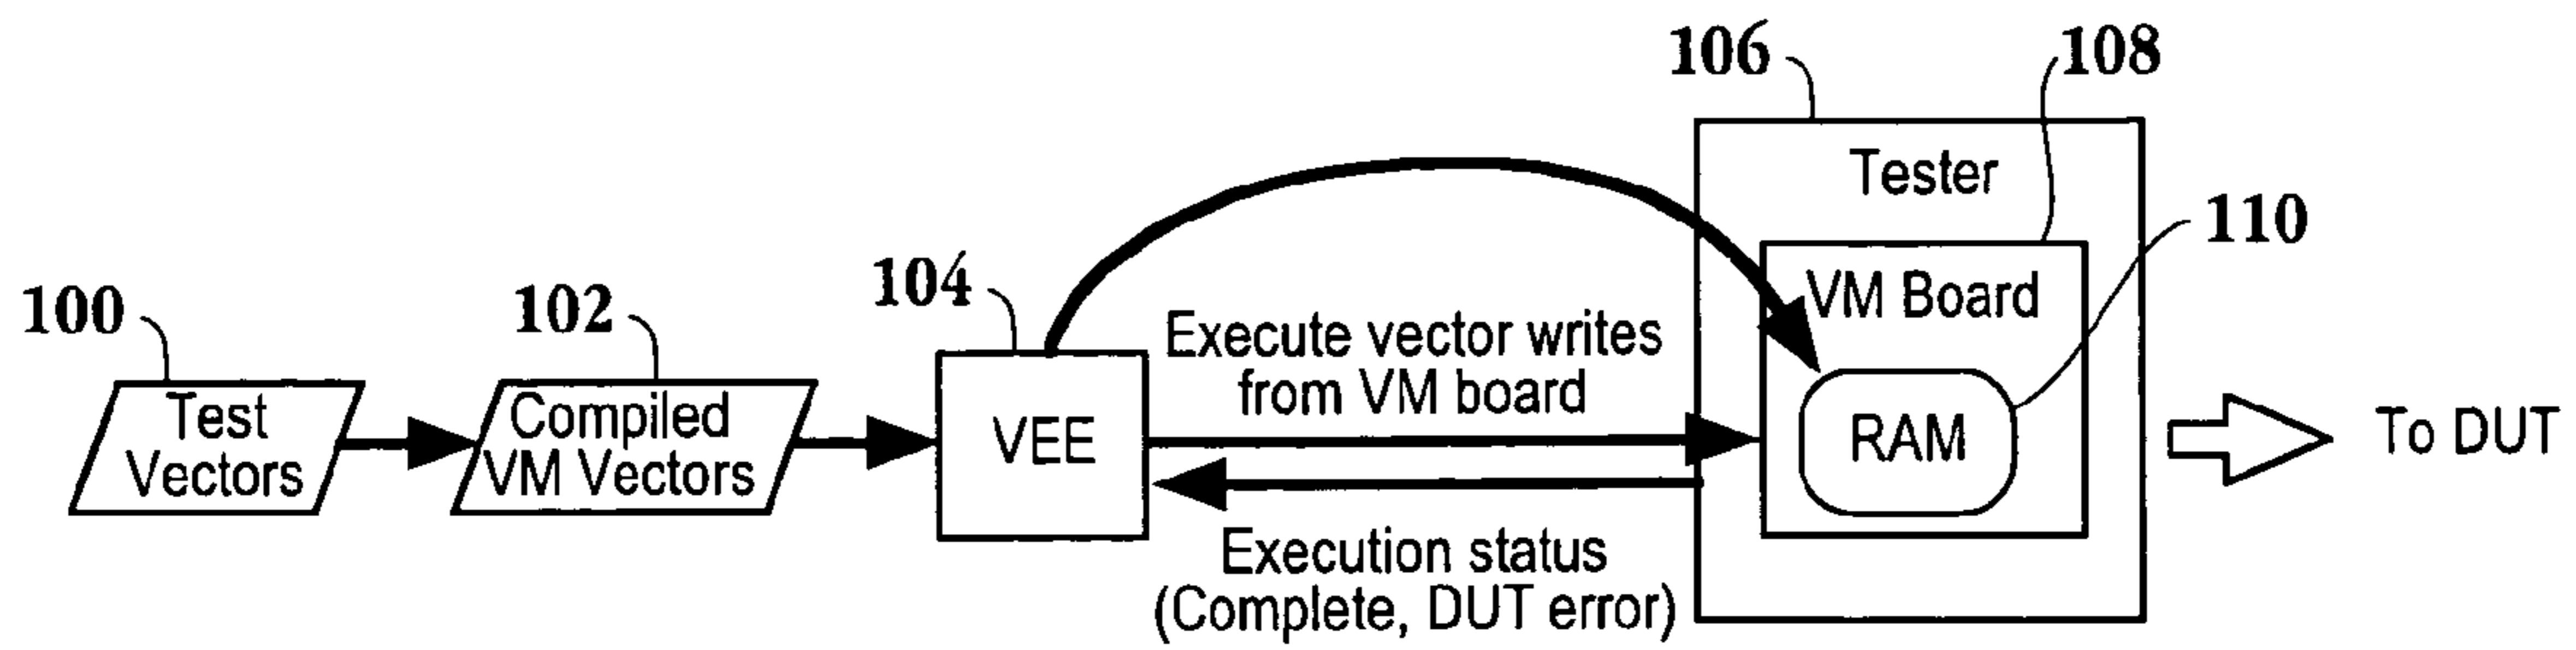 106
108
Tester
110
104
VM Board
100
102
Execute vector writes
from VM board
Test
Vectors
Compiled
VM Vectors
VEE
RAM
To DUT
Execution status
(Complete, DUT error)